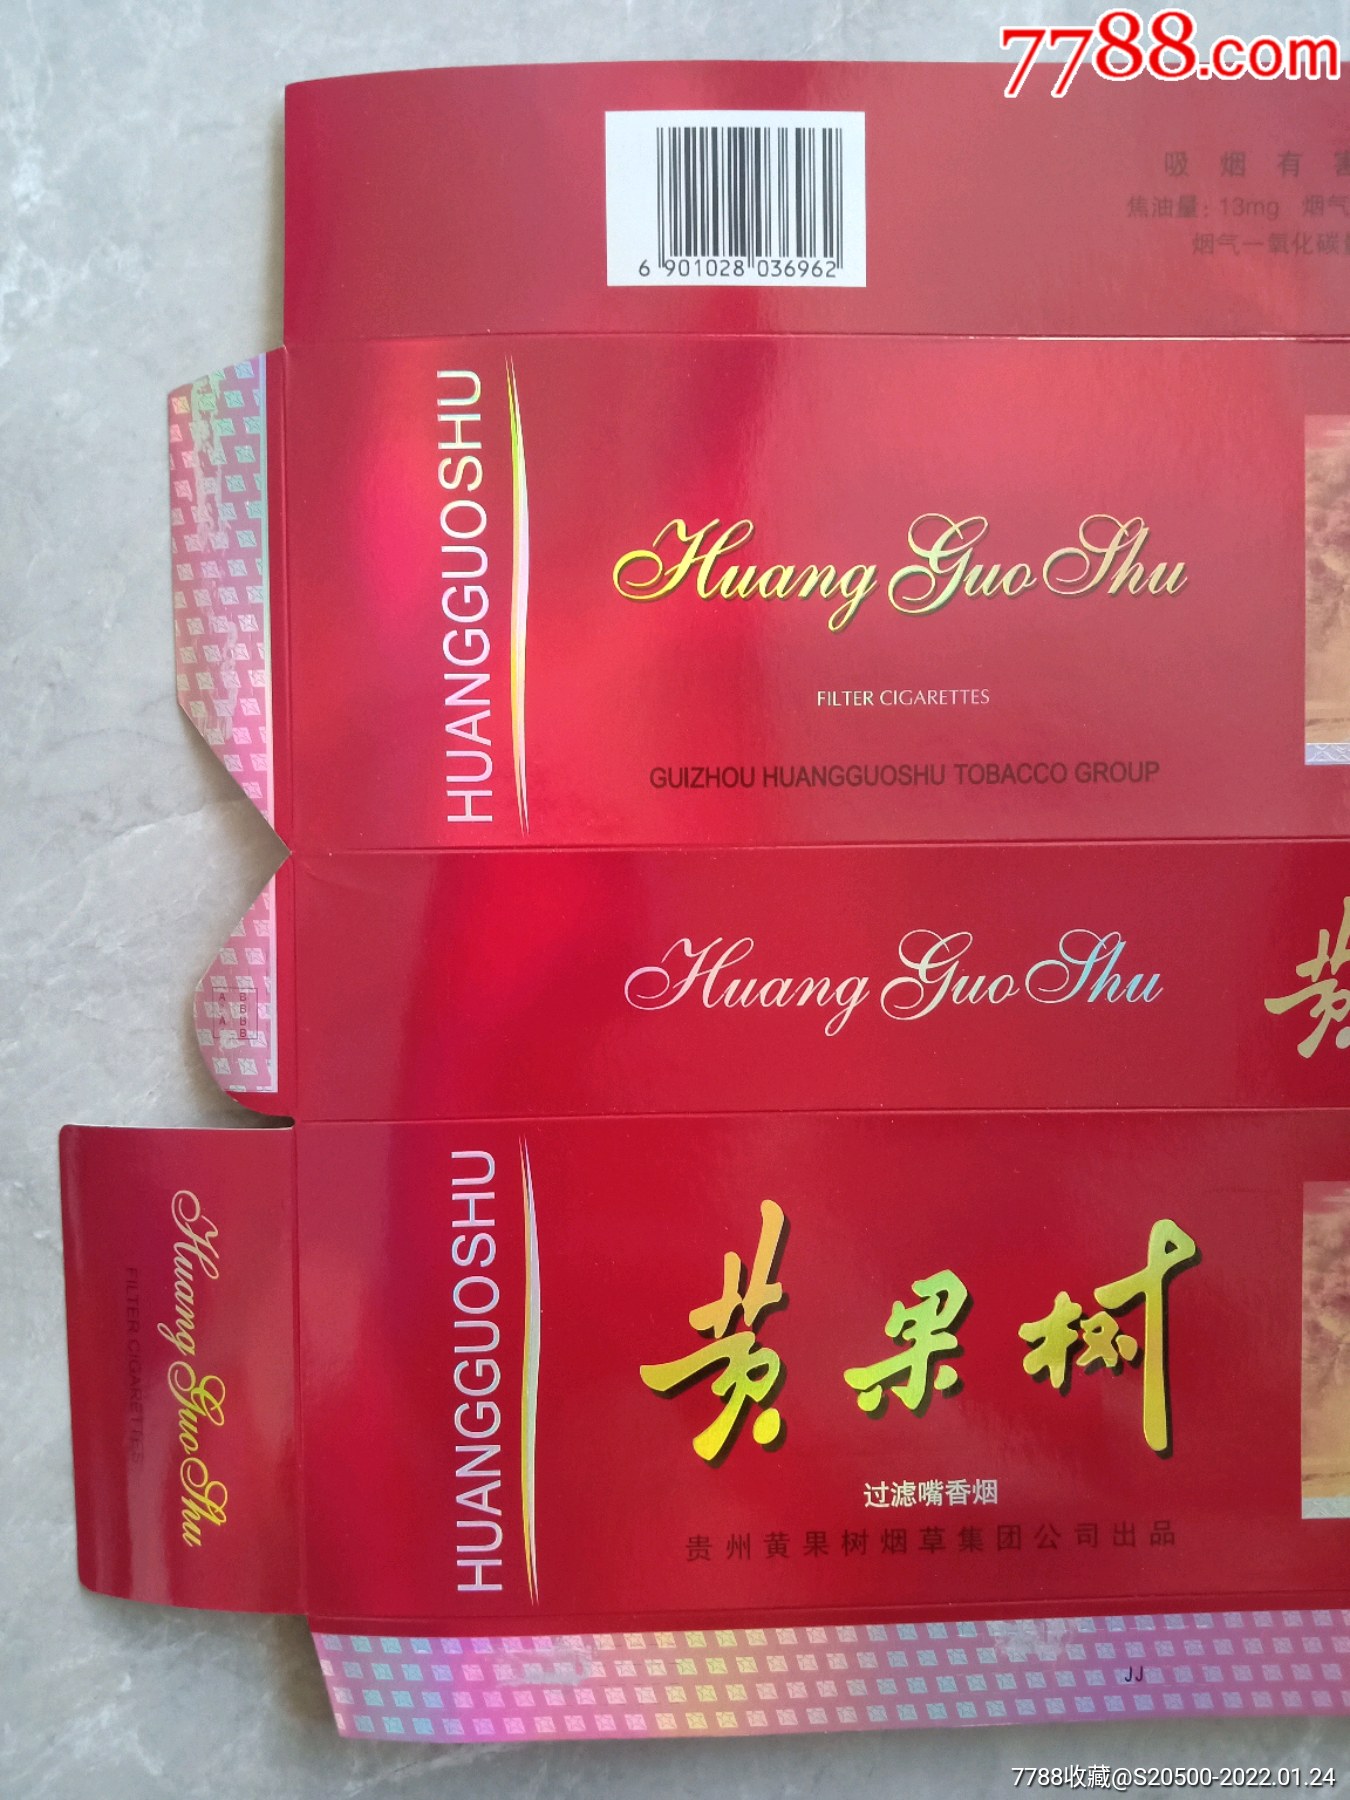 7788.com
6 901028 036962
吸烟有害
焦油量：13mg 烟气
烟气一氧化碳
HUANGGUOSHU
Huang Guo Shu
FILTER CIGARETTES
GUIZHOU HUANGGUOSHU TOBACCO GROUP
Huang Guo Shu
黄
A A
BBBB
Huang Guo Shu
FILTER CIGARETTES
HUANGGUOSHU
黄果树
过滤嘴香烟
贵州黄果树烟草集团公司出品
JJ
7788收藏@S20500-2022.01.24